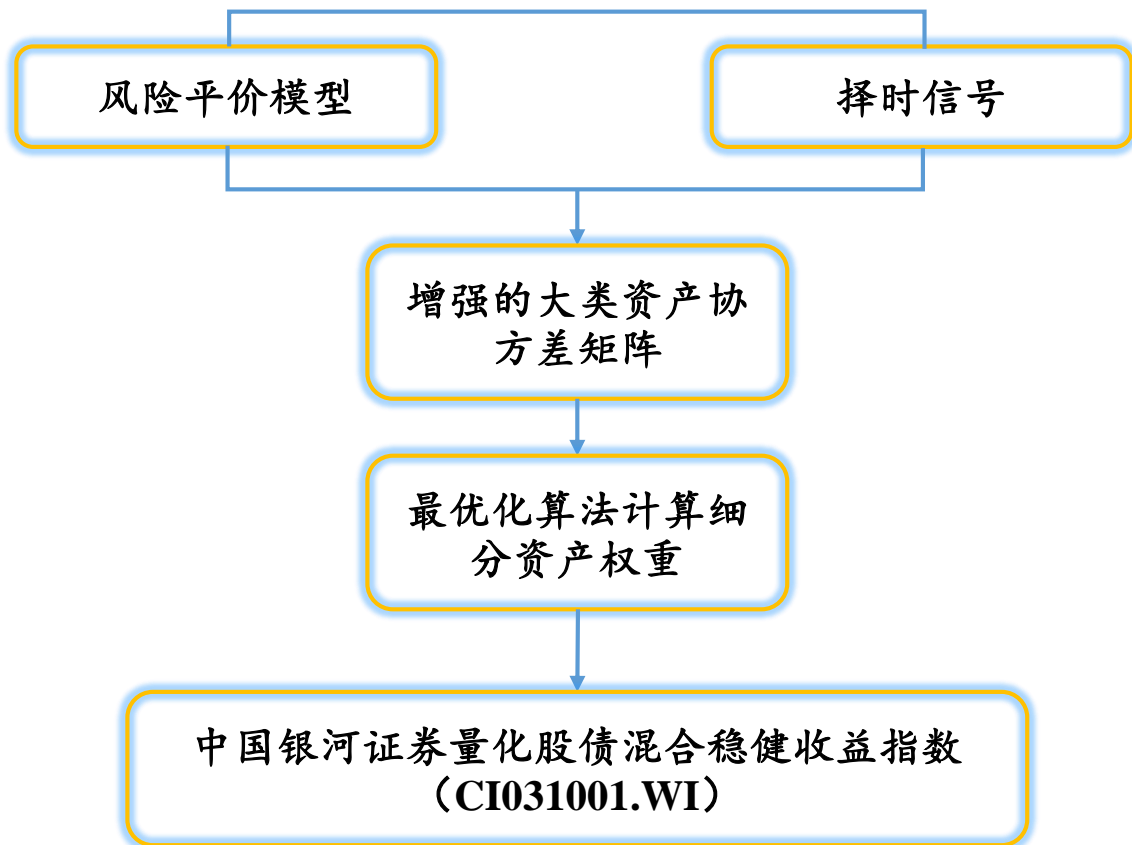 风险平价模型
择时信号
增强的大类资产协
方差矩阵
最优化算法计算细
分资产权重
中国银河证券量化股债混合稳健收益指数
（CI031001.WI）